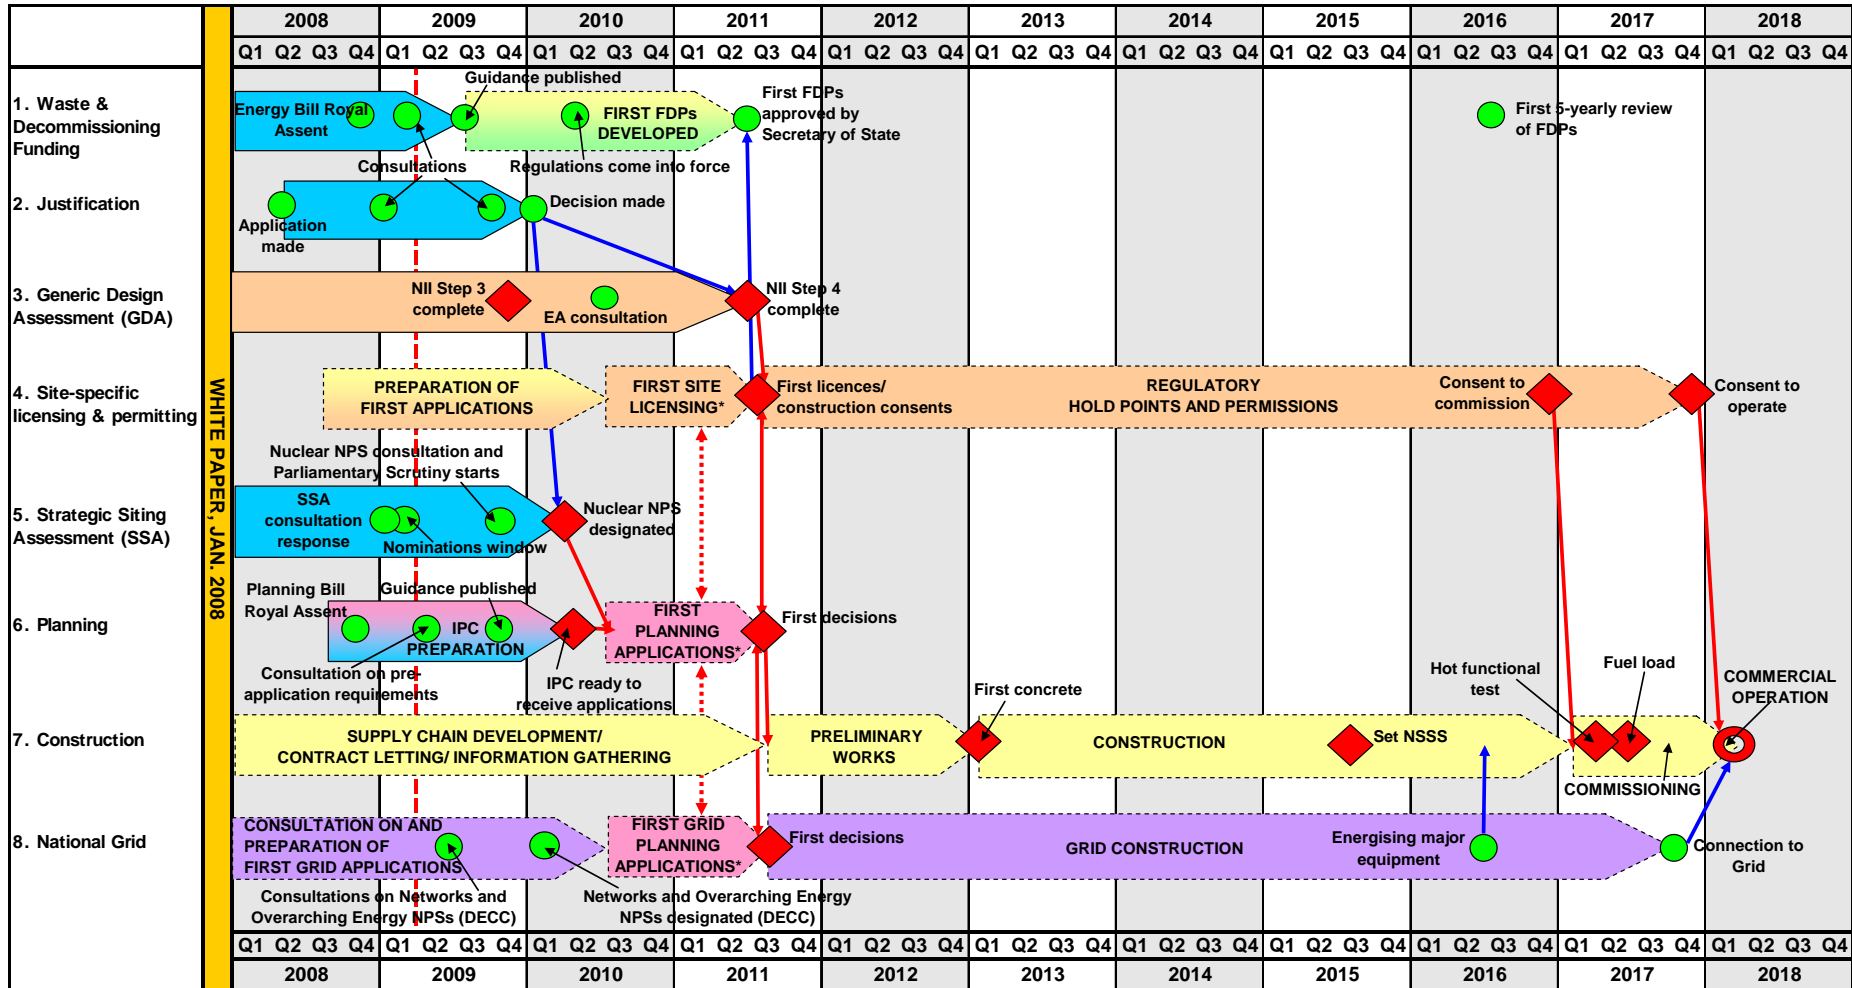 2008 2009 2010 2011 2012 2013 2014 2015 2016 2017 2018
Q1 Q2 Q3 Q4 Q1 Q2 Q3 Q4 Q1 Q2 Q3 Q4 Q1 Q2 Q3 Q4 Q1 Q2 Q3 Q4 Q1 Q2 Q3 Q4 Q1 Q2 Q3 Q4 Q1 Q2 Q3 Q4 Q1 Q2 Q3 Q4 Q1 Q2 Q3 Q4 Q1 Q2 Q3 Q4
WHITE PAPER, JAN. 2008
1. Waste &
Decommissioning
Funding
Energy Bill Royal
Assent
Guidance published
FIRST FDPs
DEVELOPED
First FDPs
approved by
Secretary of State
First 5-yearly review
of FDPs
Consultations
Regulations come into force
2. Justification
Application
made
Decision made
3. Generic Design
Assessment (GDA)
NII Step 3
complete
EA consultation
NII Step 4
complete
4. Site-specific
licensing & permitting
PREPARATION OF
FIRST APPLICATIONS
FIRST SITE
LICENSING*
First licences/
construction consents
REGULATORY
HOLD POINTS AND PERMISSIONS
Consent to
commission
Consent to
operate
Nuclear NPS consultation and
Parliamentary Scrutiny starts
5. Strategic Siting
Assessment (SSA)
SSA
consultation
response
Nominations window
Nuclear NPS
designated
6. Planning
Planning Bill
Royal Assent
Guidance published
IPC
PREPARATION
Consultation on pre-
application requirements
IPC ready to
receive applications
FIRST
PLANNING
APPLICATIONS*
First decisions
7. Construction
SUPPLY CHAIN DEVELOPMENT/
CONTRACT LETTING/ INFORMATION GATHERING
PRELIMINARY
WORKS
First concrete
CONSTRUCTION
Set NSSS
Hot functional
test
Fuel load
COMMISSIONING
COMMERCIAL
OPERATION
8. National Grid
CONSULTATION ON AND
PREPARATION OF
FIRST GRID APPLICATIONS
Consultations on Networks and
Overarching Energy NPSs (DECC)
Networks and Overarching Energy
NPSs designated (DECC)
FIRST GRID
PLANNING
APPLICATIONS*
First decisions
GRID CONSTRUCTION
Energising major
equipment
Connection to
Grid
Q1 Q2 Q3 Q4 Q1 Q2 Q3 Q4 Q1 Q2 Q3 Q4 Q1 Q2 Q3 Q4 Q1 Q2 Q3 Q4 Q1 Q2 Q3 Q4 Q1 Q2 Q3 Q4 Q1 Q2 Q3 Q4 Q1 Q2 Q3 Q4 Q1 Q2 Q3 Q4 Q1 Q2 Q3 Q4
2008 2009 2010 2011 2012 2013 2014 2015 2016 2017 2018